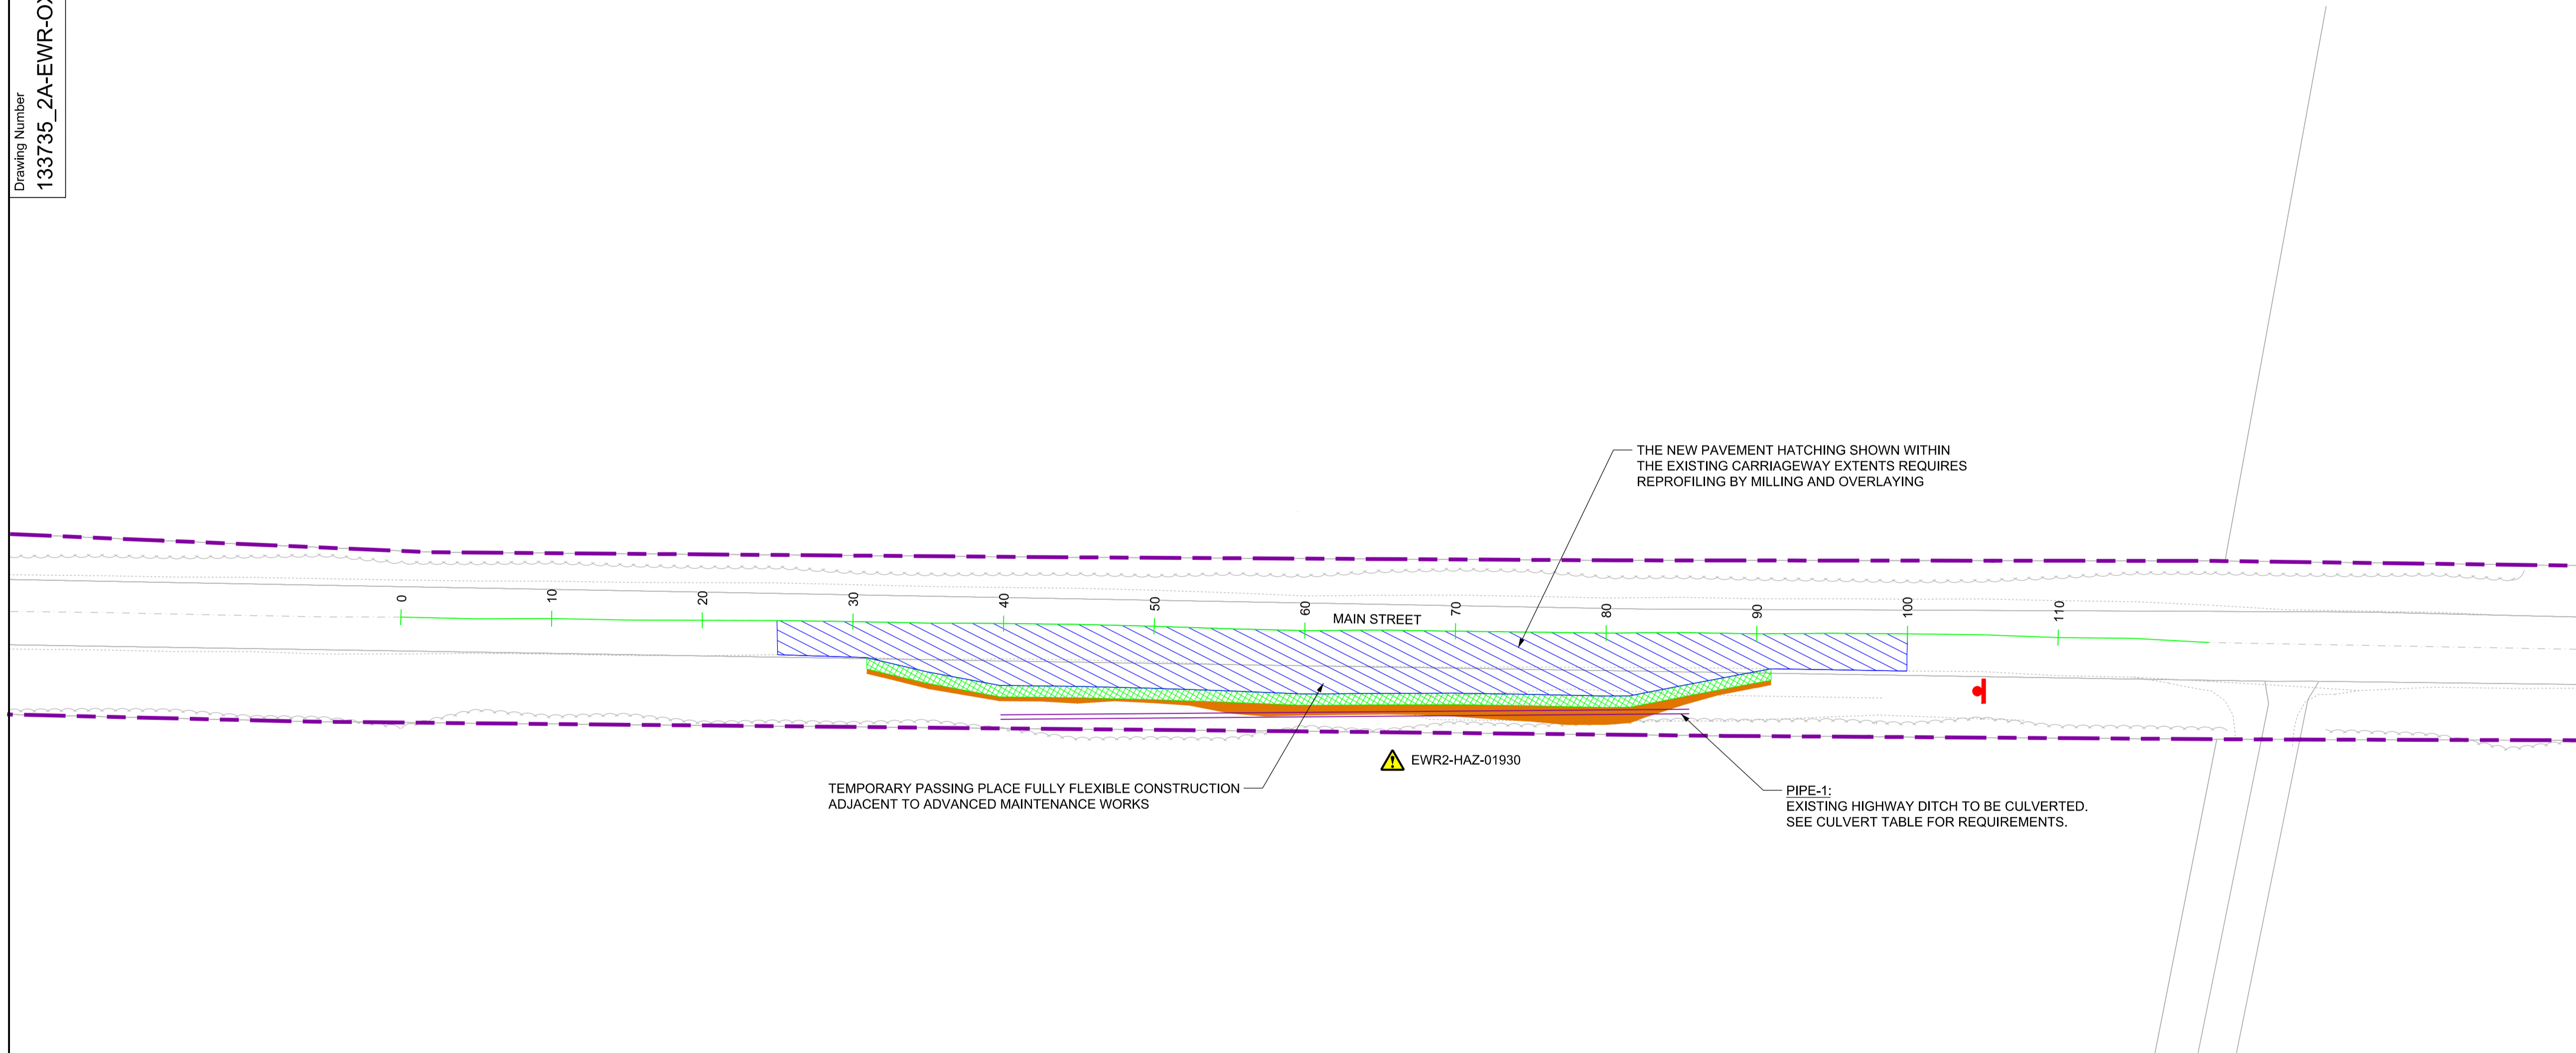 Drawing Number
133735_2A-EWR-OX
THE NEW PAVEMENT HATCHING SHOWN WITHIN
THE EXISTING CARRIAGEWAY EXTENTS REQUIRES
REPROFILING BY MILLING AND OVERLAYING
0
10
20
30
40
50
60
70
80
90
100
110
MAIN STREET
EWR2-HAZ-01930
TEMPORARY PASSING PLACE FULLY FLEXIBLE CONSTRUCTION
ADJACENT TO ADVANCED MAINTENANCE WORKS
PIPE-1:
EXISTING HIGHWAY DITCH TO BE CULVERTED.
SEE CULVERT TABLE FOR REQUIREMENTS.